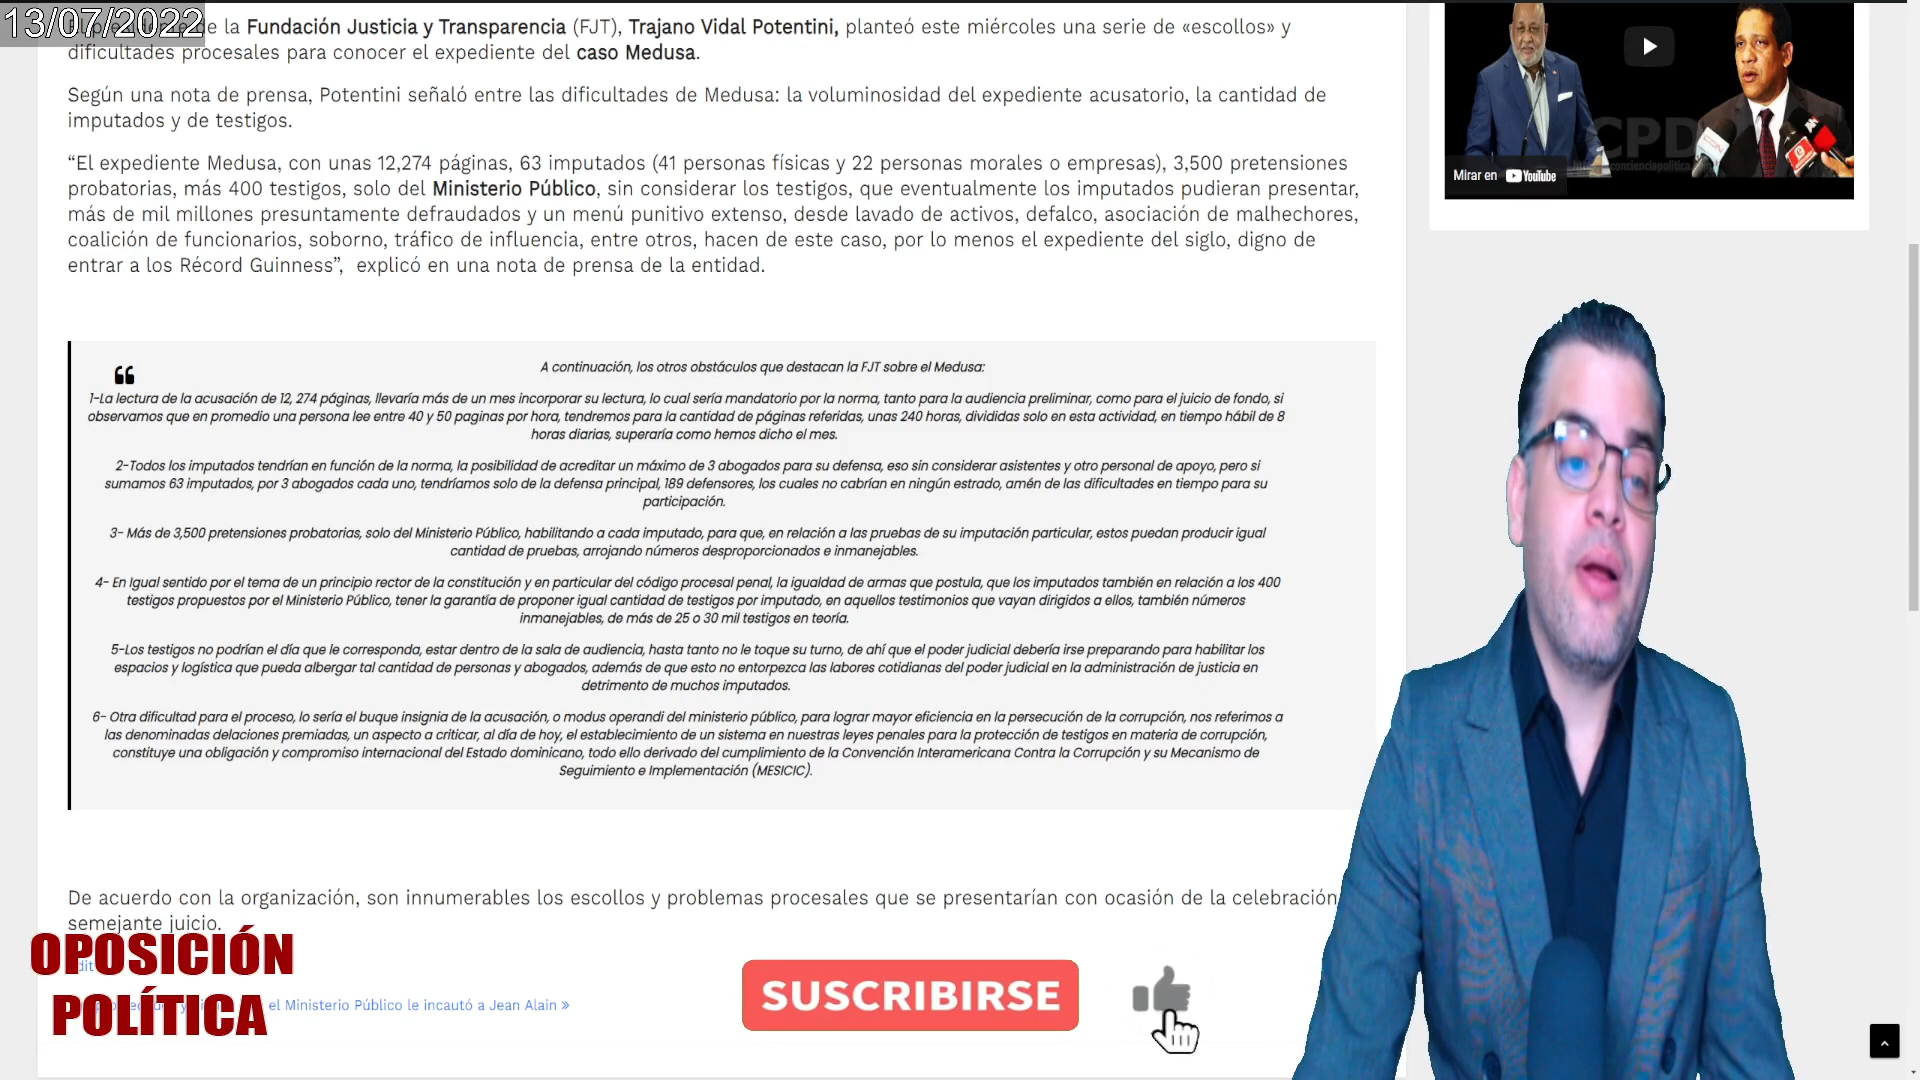 13/07/2022
de la Fundación Justicia y Transparencia (FJT), Trajano Vidal Potentini, planteó este miércoles una serie de «escollos» y
dificultades procesales para conocer el expediente del caso Medusa.
Según una nota de prensa, Potentini señaló entre las dificultades de Medusa: la voluminosidad del expediente acusatorio, la cantidad de
imputados y de testigos.
“El expediente Medusa, con unas 12,274 páginas, 63 imputados (41 personas físicas y 22 personas morales o empresas), 3,500 pretensiones
probatorias, más 400 testigos, solo del Ministerio Público, sin considerar los testigos, que eventualmente los imputados pudieran presentar,
más de mil millones presuntamente defraudados y un menú punitivo extenso, desde lavado de activos, defalco, asociación de malhechores,
coalición de funcionarios, soborno, tráfico de influencia, entre otros, hacen de este caso, por lo menos el expediente del siglo, digno de
entrar a los Récord Guinness”, explicó en una nota de prensa de la entidad.
A continuación, los otros obstáculos que destacan la FJT sobre el Medusa:
1-La lectura de la acusación de 12, 274 páginas, llevaría más de un mes incorporar su lectura, lo cual sería mandatorio por la norma, tanto para la audiencia preliminar, como para el juicio de fondo, si
observamos que en promedio una persona lee entre 40 y 50 paginas por hora, tendremos para la cantidad de páginas referidas, unas 240 horas, divididas solo en esta actividad, en tiempo hábil de 8
horas diarias, superaría como hemos dicho el mes.
2-Todos los imputados tendrían en función de la norma, la posibilidad de acreditar un máximo de 3 abogados para su defensa, eso sin considerar asistentes y otro personal de apoyo, pero si
sumamos 63 imputados, por 3 abogados cada uno, tendríamos solo de la defensa principal, 189 defensores, los cuales no cabrían en ningún estrado, amén de las dificultades en tiempo para su
participación.
3- Más de 3,500 pretensiones probatorias, solo del Ministerio Público, habilitando a cada imputado, para que, en relación a las pruebas de su imputación particular, estos puedan producir igual
cantidad de pruebas, arrojando números desproporcionados e inmanejables.
4- En Igual sentido por el tema de un principio rector de la constitución y en particular del código procesal penal, la igualdad de armas que postula, que los imputados también en relación a los 400
testigos propuestos por el Ministerio Público, tener la garantía de proponer igual cantidad de testigos por imputado, en aquellos testimonios que vayan dirigidos a ellos, también números
inmanejables, de más de 25 o 30 mil testigos en teoría.
5-Los testigos no podrían el día que le corresponda, estar dentro de la sala de audiencia, hasta tanto no le toque su turno, de ahí que el poder judicial debería irse preparando para habilitar los
espacios y logística que pueda albergar tal cantidad de personas y abogados, además de que esto no entorpezca las labores cotidianas del poder judicial en la administración de justicia en
detrimento de muchos imputados.
6- Otra dificultad para el proceso, lo sería el buque insignia de la acusación, o modus operandi del ministerio público, para lograr mayor eficiencia en la persecución de la corrupción, nos referimos a
las denominadas delaciones premiadas, un aspecto a criticar, al día de hoy, el establecimiento de un sistema en nuestras leyes penales para la protección de testigos en materia de corrupción,
constituye una obligación y compromiso internacional del Estado dominicano, todo ello derivado del cumplimiento de la Convención Interamericana Contra la Corrupción y su Mecanismo de
Seguimiento e Implementación (MESICIC).
De acuerdo con la organización, son innumerables los escollos y problemas procesales que se presentarían con ocasión de la celebración
semejante juicio.
el Ministerio Público le incautó a Jean Alain »
OPOSICIÓN
POLÍTICA
SUSCRIBIRSE
CPD
Mirar en YouTube